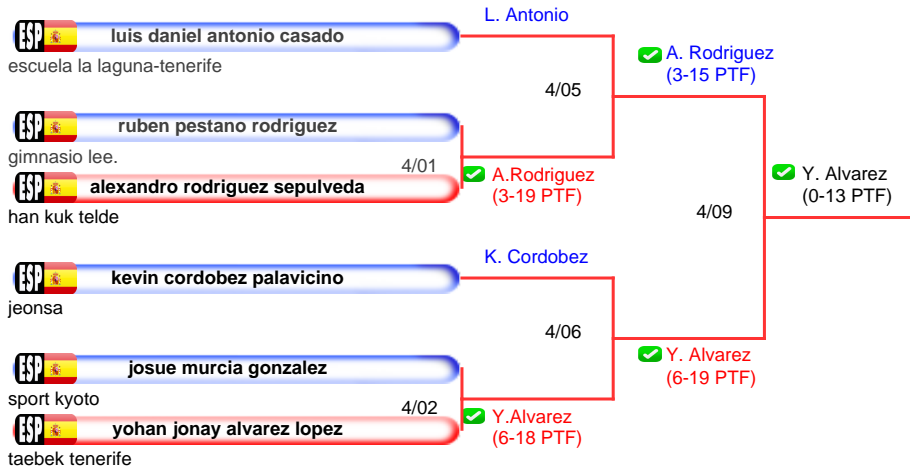 L. Antonio
ESP luis daniel antonio casado
escuela la laguna-tenerife
A. Rodriguez
(3-15 PTF)
4/05
ESP ruben pestano rodriguez
gimnasio lee.
4/01
A.Rodriguez
(3-19 PTF)
ESP alexandro rodriguez sepulveda
han kuk telde
Y. Alvarez
(0-13 PTF)
4/09
K. Cordobez
ESP kevin cordobez palavicino
jeonsa
4/06
Y. Alvarez
(6-19 PTF)
ESP josue murcia gonzalez
sport kyoto
4/02
Y.Alvarez
(6-18 PTF)
ESP yohan jonay alvarez lopez
taebek tenerife